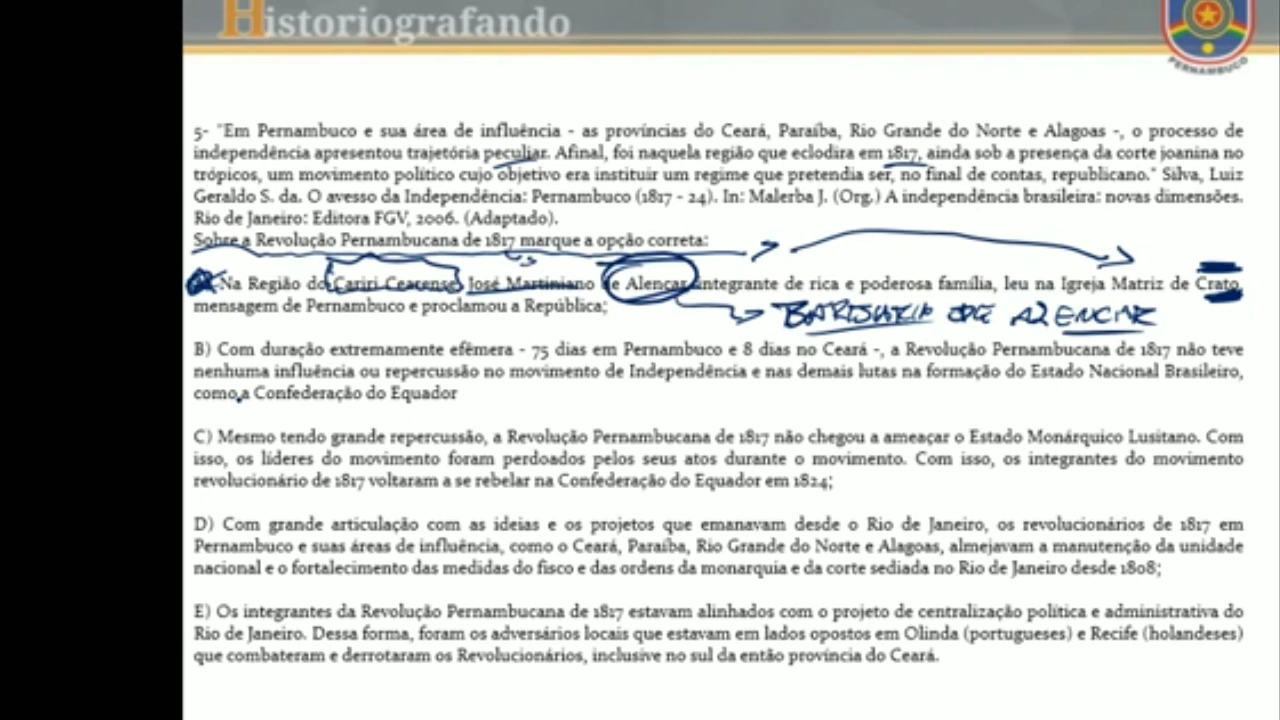 Historiografando
PERNAMBUCO
5- "Em Pernambuco e sua área de influência - as províncias do Ceará, Paraíba, Rio Grande do Norte e Alagoas -, o processo de
independência apresentou trajetória peculiar. Afinal, foi naquela região que eclodira em 1817, ainda sob a presença da corte joanina no
trópicos, um movimento político cujo objetivo era instituir um regime que pretendia ser, no final de contas, republicano." Silva, Luiz
Geraldo S. da. O avesso da Independência: Pernambuco (1817 - 24). In: Malerba J. (Org.) A independência brasileira: novas dimensões.
Rio de Janeiro: Editora FGV, 2006. (Adaptado).
Sobre a Revolução Pernambucana de 1817 marque a opção correta:
Na Região do Cariri Cearense, José Martiniano de Alencar, integrante de rica e poderosa família, leu na Igreja Matriz de Crato,
mensagem de Pernambuco e proclamou a República;
DE ALENCAR
B) Com duração extremamente efêmera - 75 dias em Pernambuco e 8 dias no Ceará -, a Revolução Pernambucana de 1817 não teve
nenhuma influência ou repercussão no movimento de Independência e nas demais lutas na formação do Estado Nacional Brasileiro,
como a Confederação do Equador
C) Mesmo tendo grande repercussão, a Revolução Pernambucana de 1817 não chegou a ameaçar o Estado Monárquico Lusitano. Com
isso, os líderes do movimento foram perdoados pelos seus atos durante o movimento. Com isso, os integrantes do movimento
revolucionário de 1817 voltaram a se rebelar na Confederação do Equador em 1824;
D) Com grande articulação com as ideias e os projetos que emanavam desde o Rio de Janeiro, os revolucionários de 1817 em
Pernambuco e suas áreas de influência, como o Ceará, Paraíba, Rio Grande do Norte e Alagoas, almejavam a manutenção da unidade
nacional e o fortalecimento das medidas do fisco e das ordens da monarquia e da corte sediada no Rio de Janeiro desde 1808;
E) Os integrantes da Revolução Pernambucana de 1817 estavam alinhados com o projeto de centralização política e administrativa do
Rio de Janeiro. Dessa forma, foram os adversários locais que estavam em lados opostos em Olinda (portugueses) e Recife (holandeses)
que combateram e derrotaram os Revolucionários, inclusive no sul da então província do Ceará.